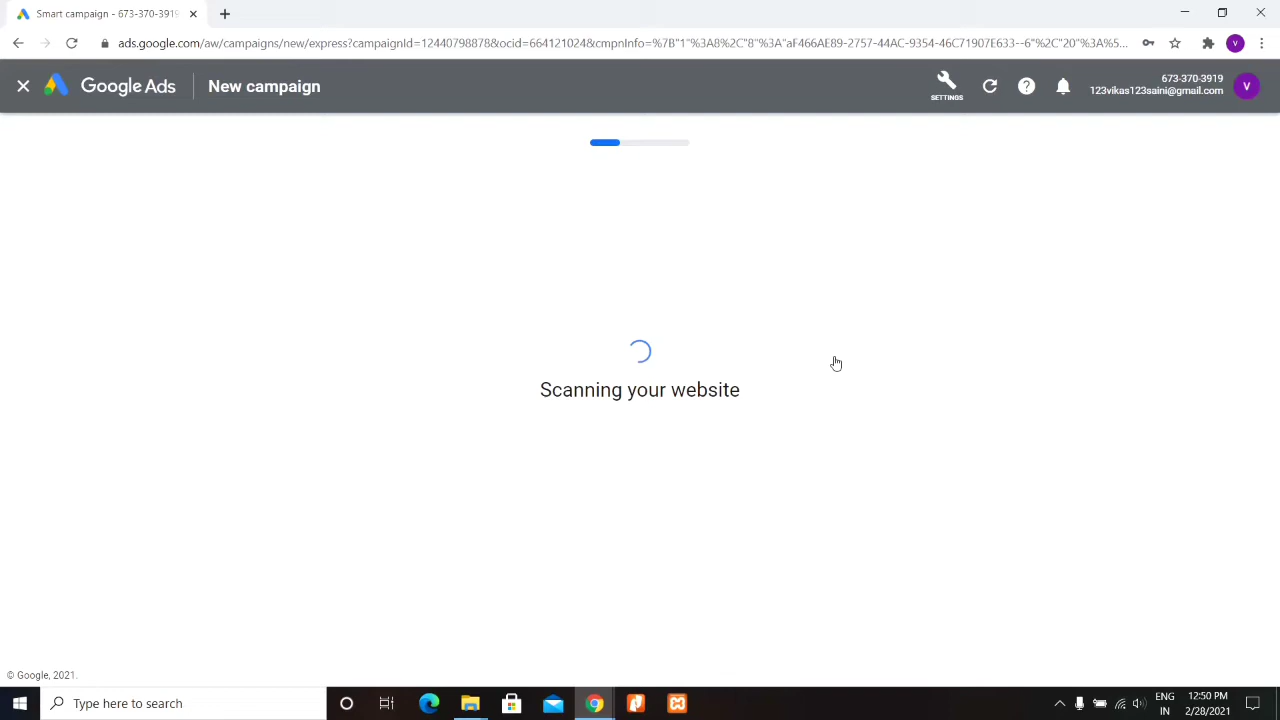 Smart campaign - 673-370-3919
ads.google.com/aw/campaigns/new/express?campaignId=12440798878&ocid=664121024&cmpnInfo=%7B"1"%3A8%2C"8"%3A"aF466AE89-2757-44AC-9354-46C71907E633--6"%2C"20"%3A%5...
V
Google Ads
New campaign
SETTINGS
673-370-3919
123vikas123saini@gmail.com
V
Scanning your website
© Google, 2021.
Type here to search
ENG
IN
12:50 PM
2/28/2021